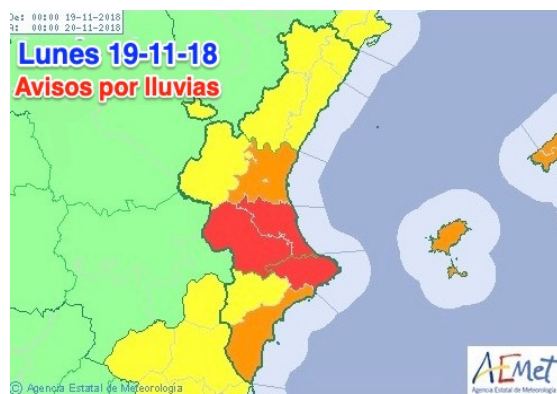 De: 00:00 19-11-2018
A: 00:00 20-11-2018
Lunes 19-11-18
Avisos por lluvias
© Agencia Estatal de Meteorología
AEMet
Agencia Estatal de Meteorología